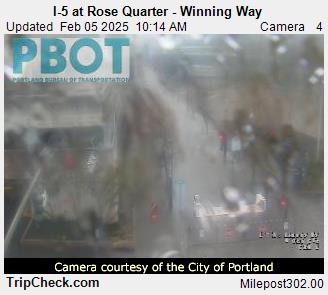 I-5 at Rose Quarter - Winning Way
Updated Feb 05 2025 10:14 AM Camera 4
PBOT
PORTLAND BUREAU OF TRANSPORTATION
Camera courtesy of the City of Portland
TripCheck.com Milepost302.00